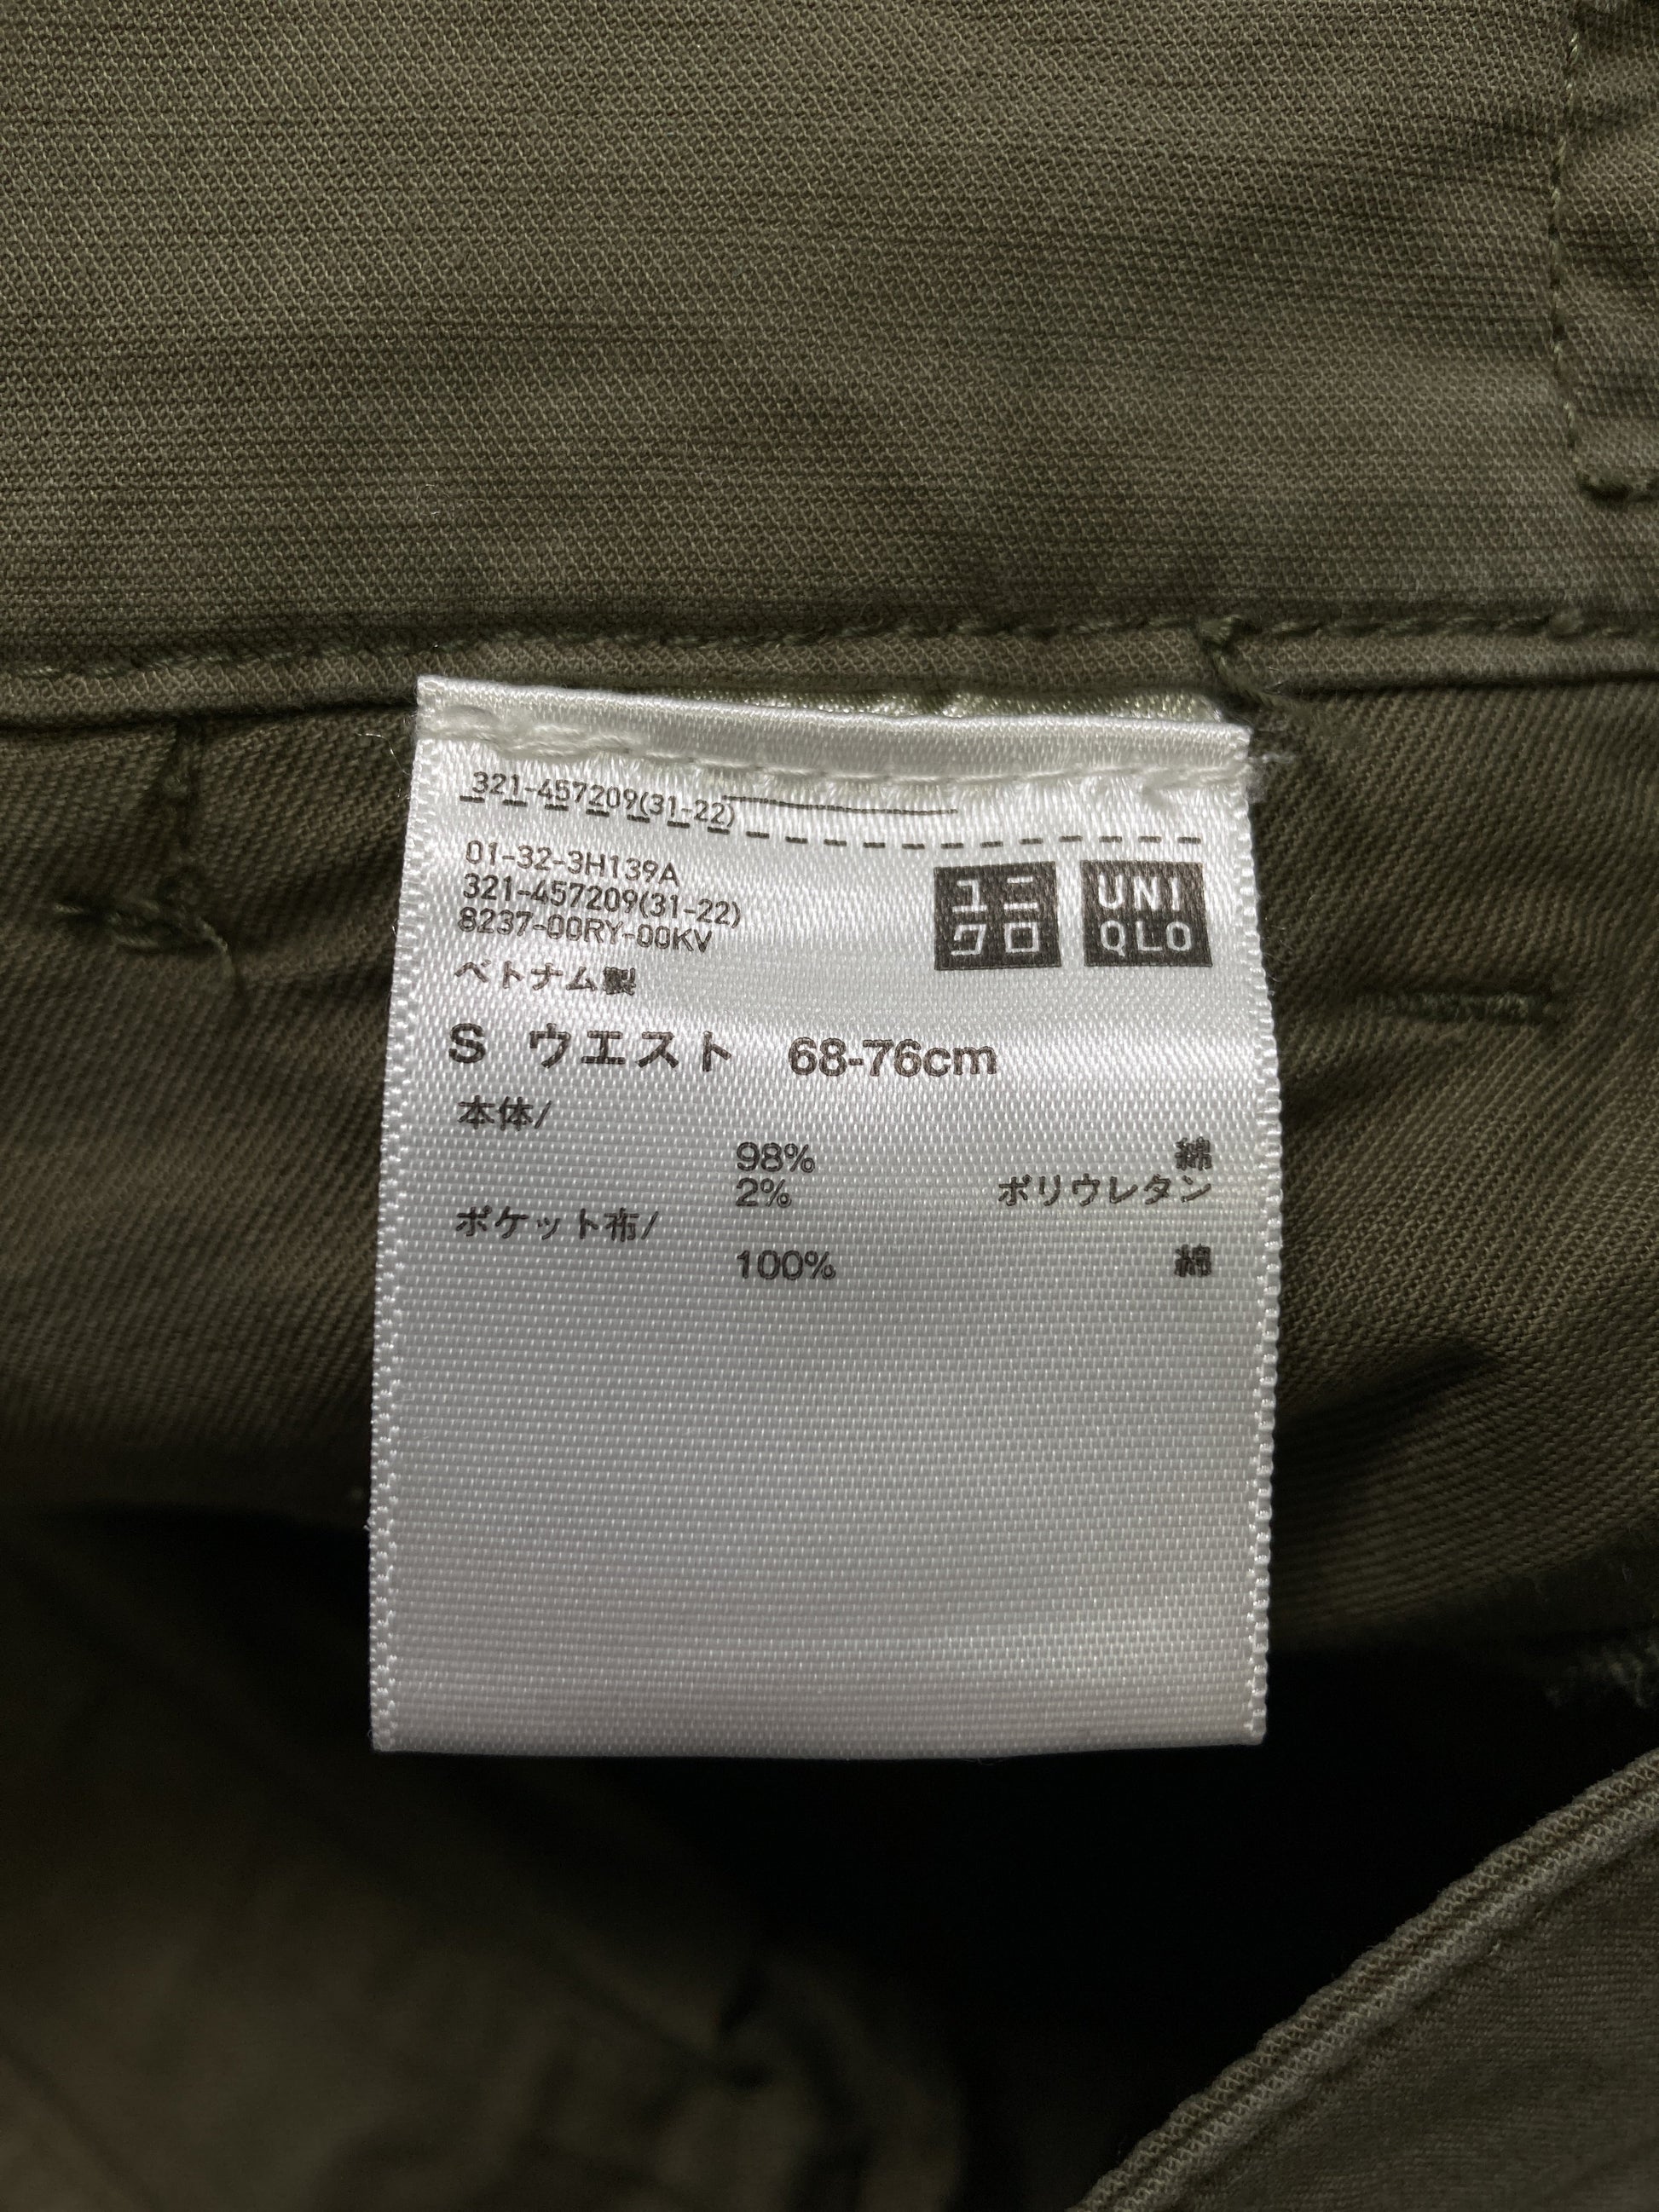 321-457209(31-22)
01-32-3H139A
321-457209(31-22)
8237-00RY-00KV
ユニ
クロ
UNI
QLO
ベトナム製
S ウエスト 68-76cm
本体/
98% 綿
2% ポリウレタン
ポケット布/
100% 綿